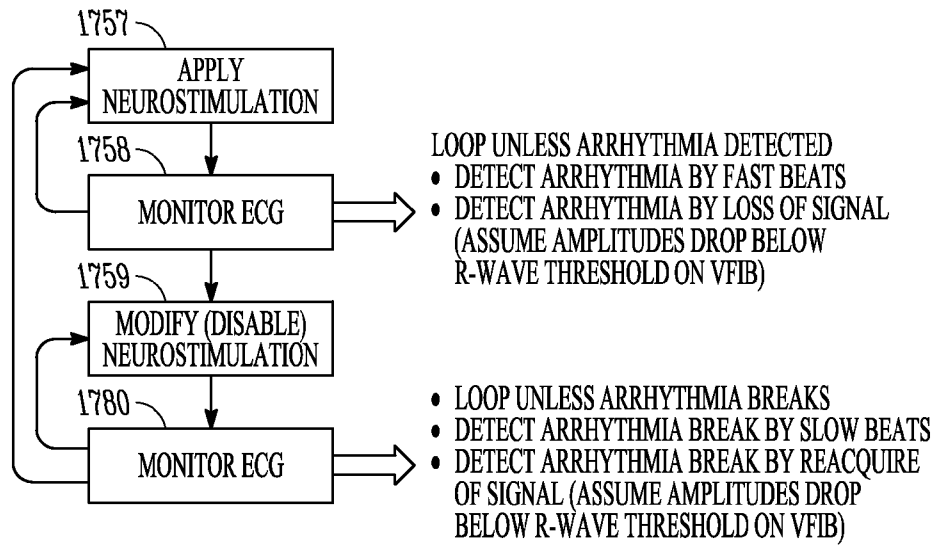 1757
APPLY
NEUROSTIMULATION
1758
MONITOR ECG
LOOP UNLESS ARRHYTHMIA DETECTED
• DETECT ARRHYTHMIA BY FAST BEATS
• DETECT ARRHYTHMIA BY LOSS OF SIGNAL
(ASSUME AMPLITUDES DROP BELOW
R-WAVE THRESHOLD ON VFIB)
1759
MODIFY (DISABLE)
NEUROSTIMULATION
1780
MONITOR ECG
• LOOP UNLESS ARRHYTHMIA BREAKS
• DETECT ARRHYTHMIA BREAK BY SLOW BEATS
• DETECT ARRHYTHMIA BREAK BY REACQUIRE
OF SIGNAL (ASSUME AMPLITUDES DROP
BELOW R-WAVE THRESHOLD ON VFIB)